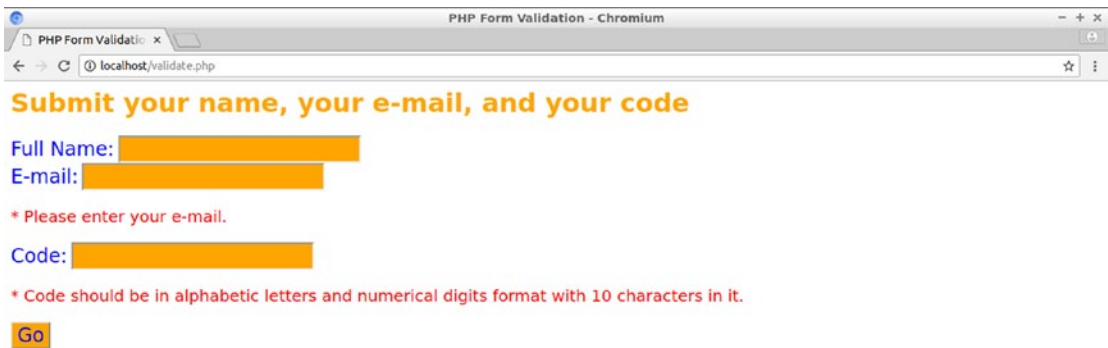 PHP Form Validation - Chromium
PHP Form Validatio
localhost/validate.php
Submit your name, your e-mail, and your code
Full Name:
E-mail:
* Please enter your e-mail.
Code:
* Code should be in alphabetic letters and numerical digits format with 10 characters in it.
Go